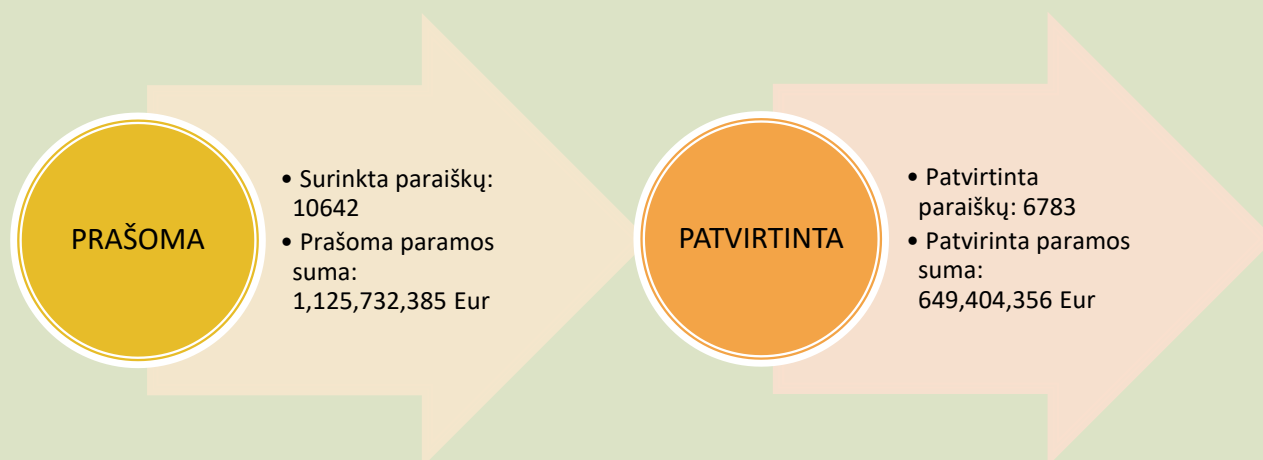 PRAŠOMA
• Surinkta paraiškų:
10642
• Prašoma paramos
suma:
1,125,732,385 Eur
PATVIRTINTA
• Patvirtinta
paraiškų: 6783
• Patvirinta paramos
suma:
649,404,356 Eur